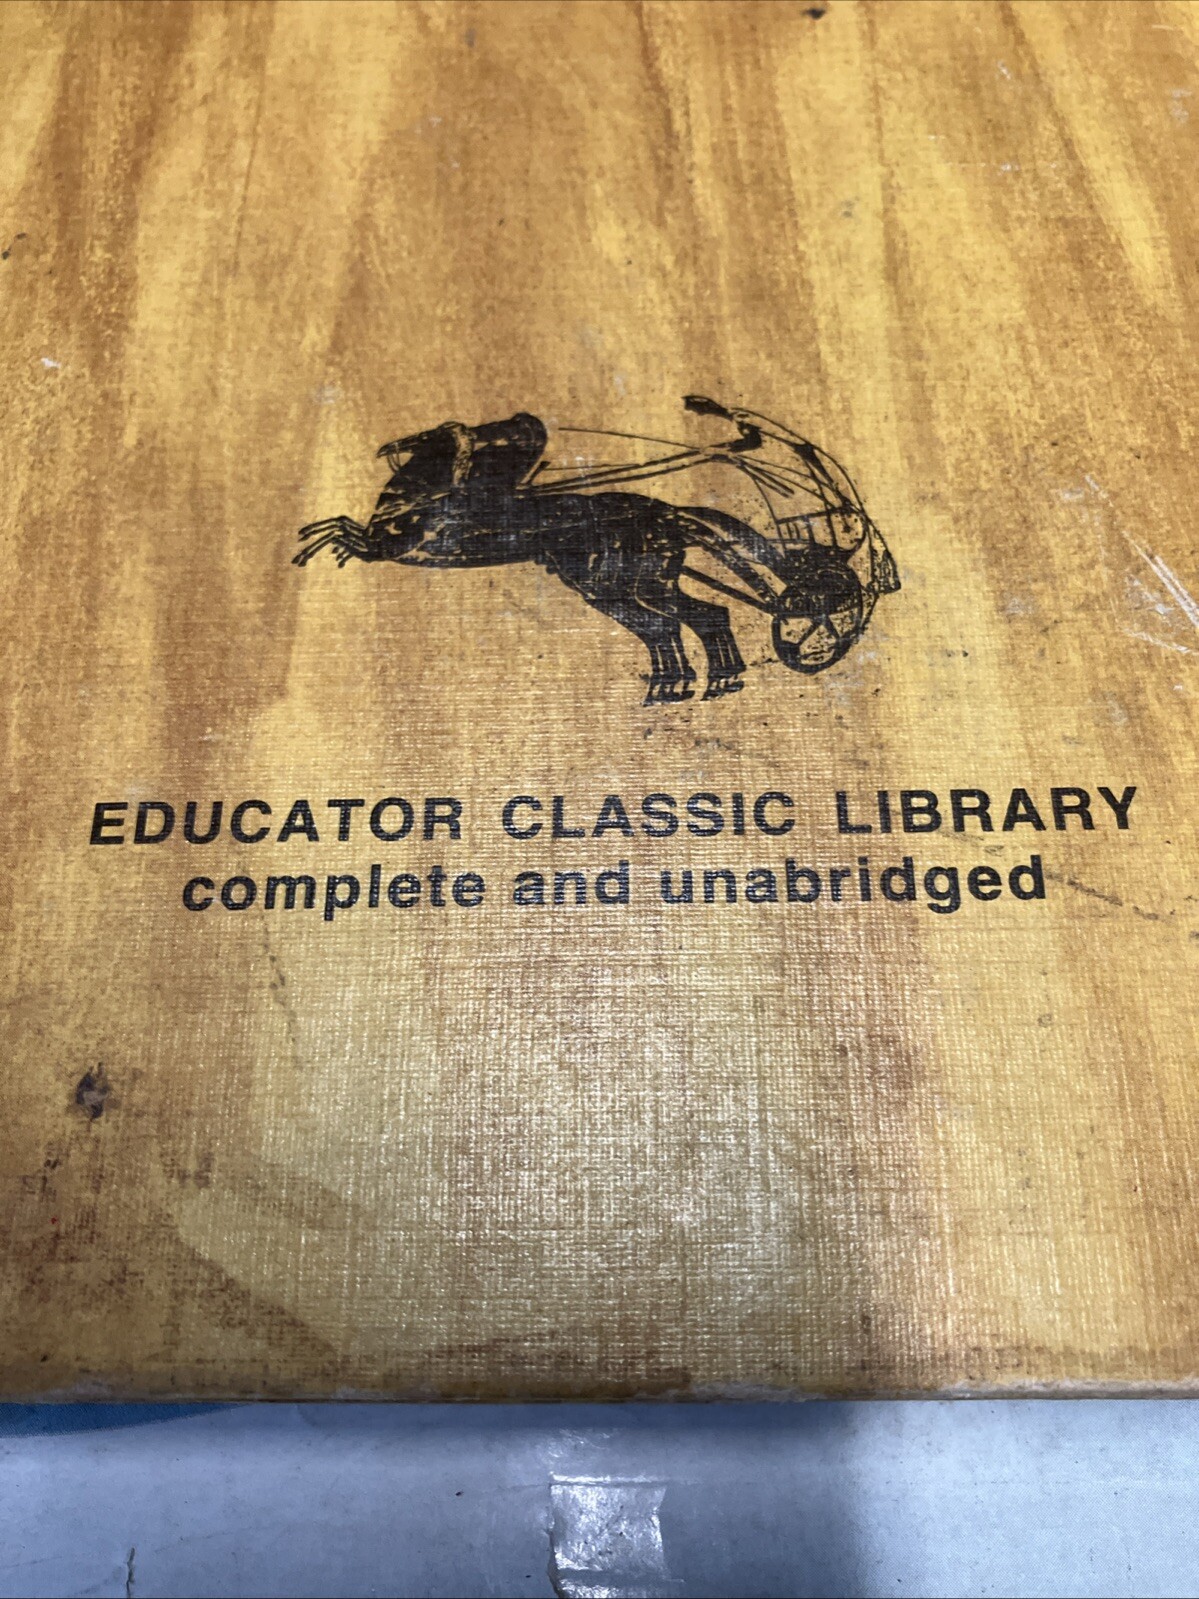 EDUCATOR CLASSIC LIBRARY
complete and unabridged